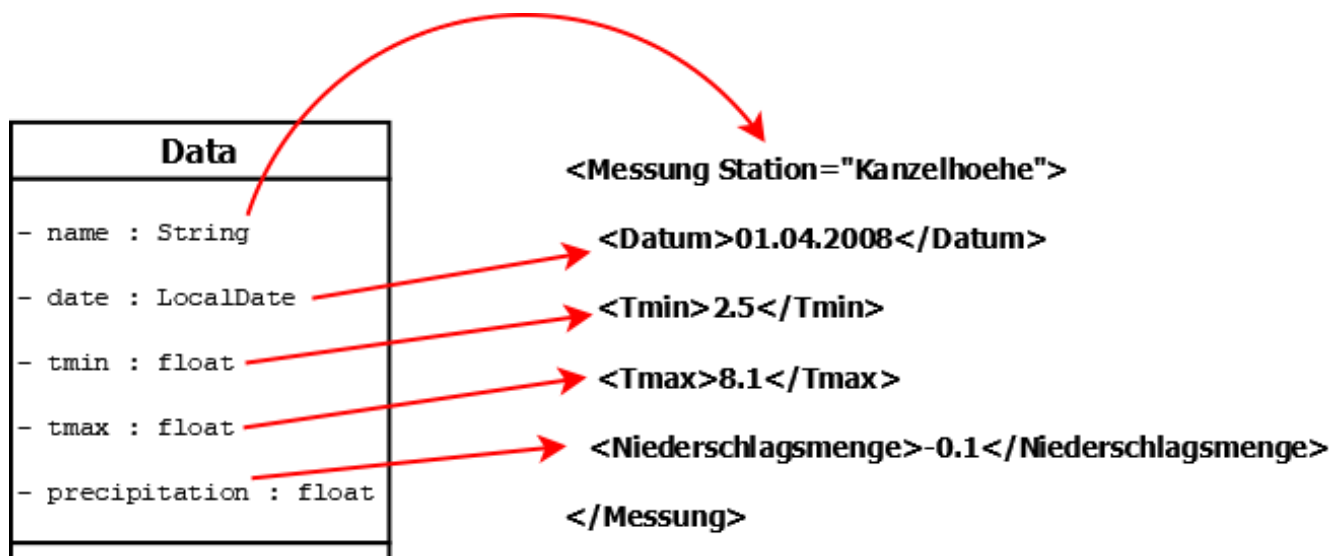 Data
- name : String
- date : LocalDate
- tmin : float
- tmax : float
- precipitation : float
<Messung Station="Kanzelhoehe">
<Datum>01.04.2008</Datum>
<Tmin>2.5</Tmin>
<Tmax>8.1</Tmax>
<Niederschlagsmenge>-0.1</Niederschlagsmenge>
</Messung>